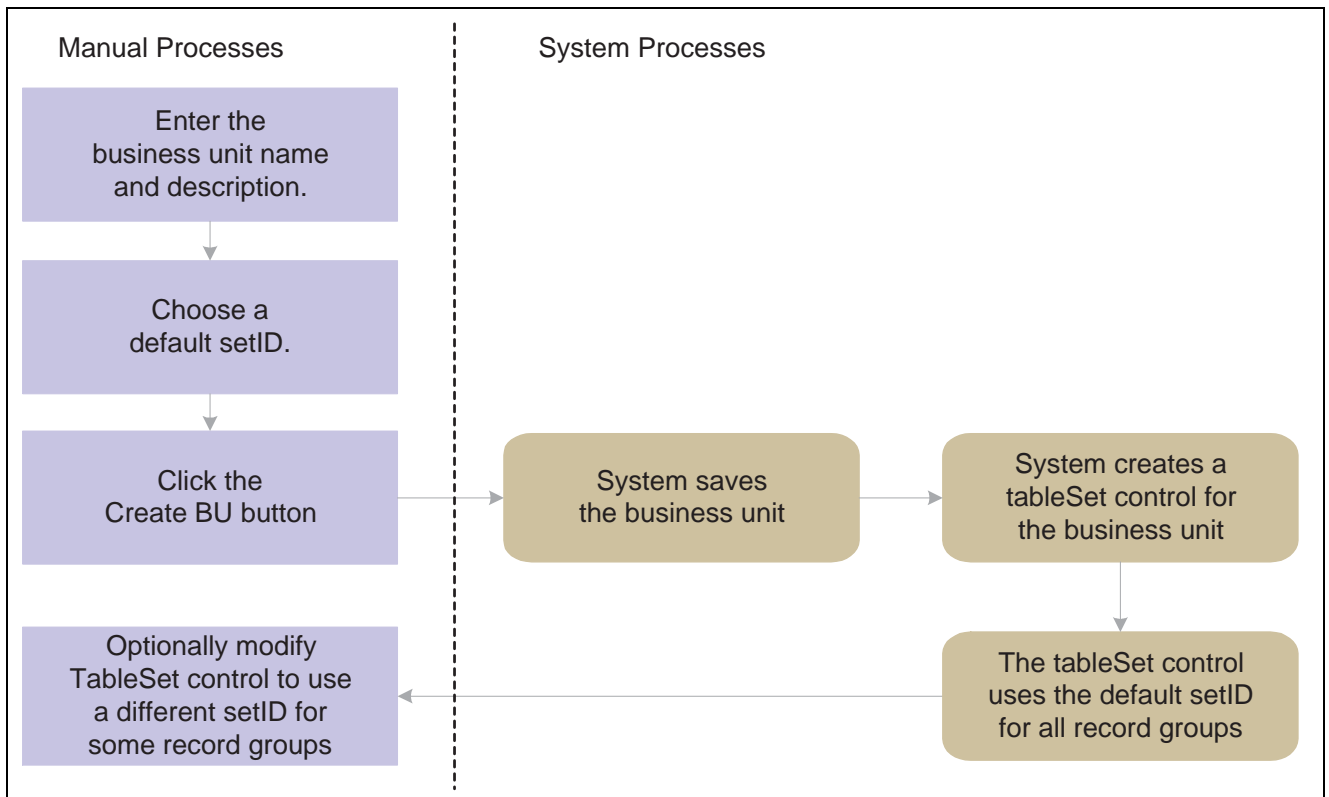 Manual Processes
System Processes
Enter the
business unit name
and description.
Choose a
default setID.
Click the
Create BU button
System saves
the business unit
System creates a
tableSet control for
the business unit
The tableSet control
uses the default setID
for all record groups
Optionally modify
TableSet control to use
a different setID for
some record groups